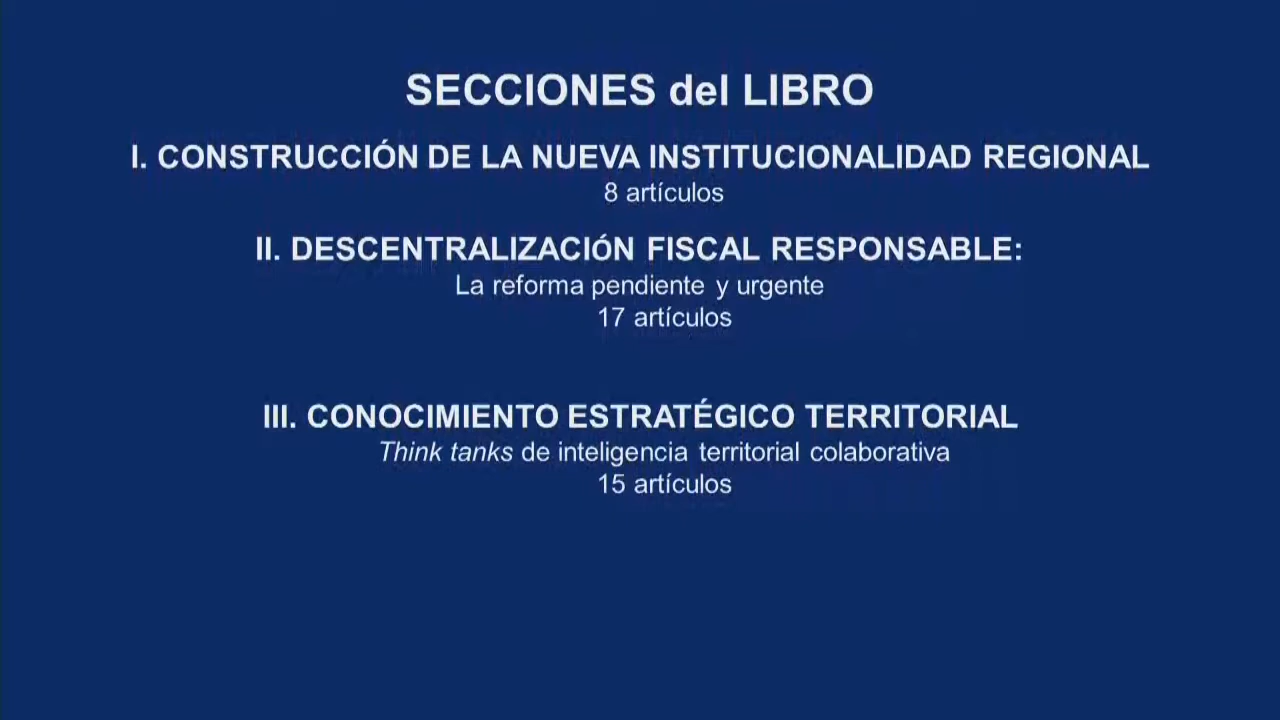 SECCIONES del LIBRO
I. CONSTRUCCIÓN DE LA NUEVA INSTITUCIONALIDAD REGIONAL
8 artículos
II. DESCENTRALIZACIÓN FISCAL RESPONSABLE:
La reforma pendiente y urgente
17 artículos
III. CONOCIMIENTO ESTRATÉGICO TERRITORIAL
Think tanks de inteligencia territorial colaborativa
15 artículos